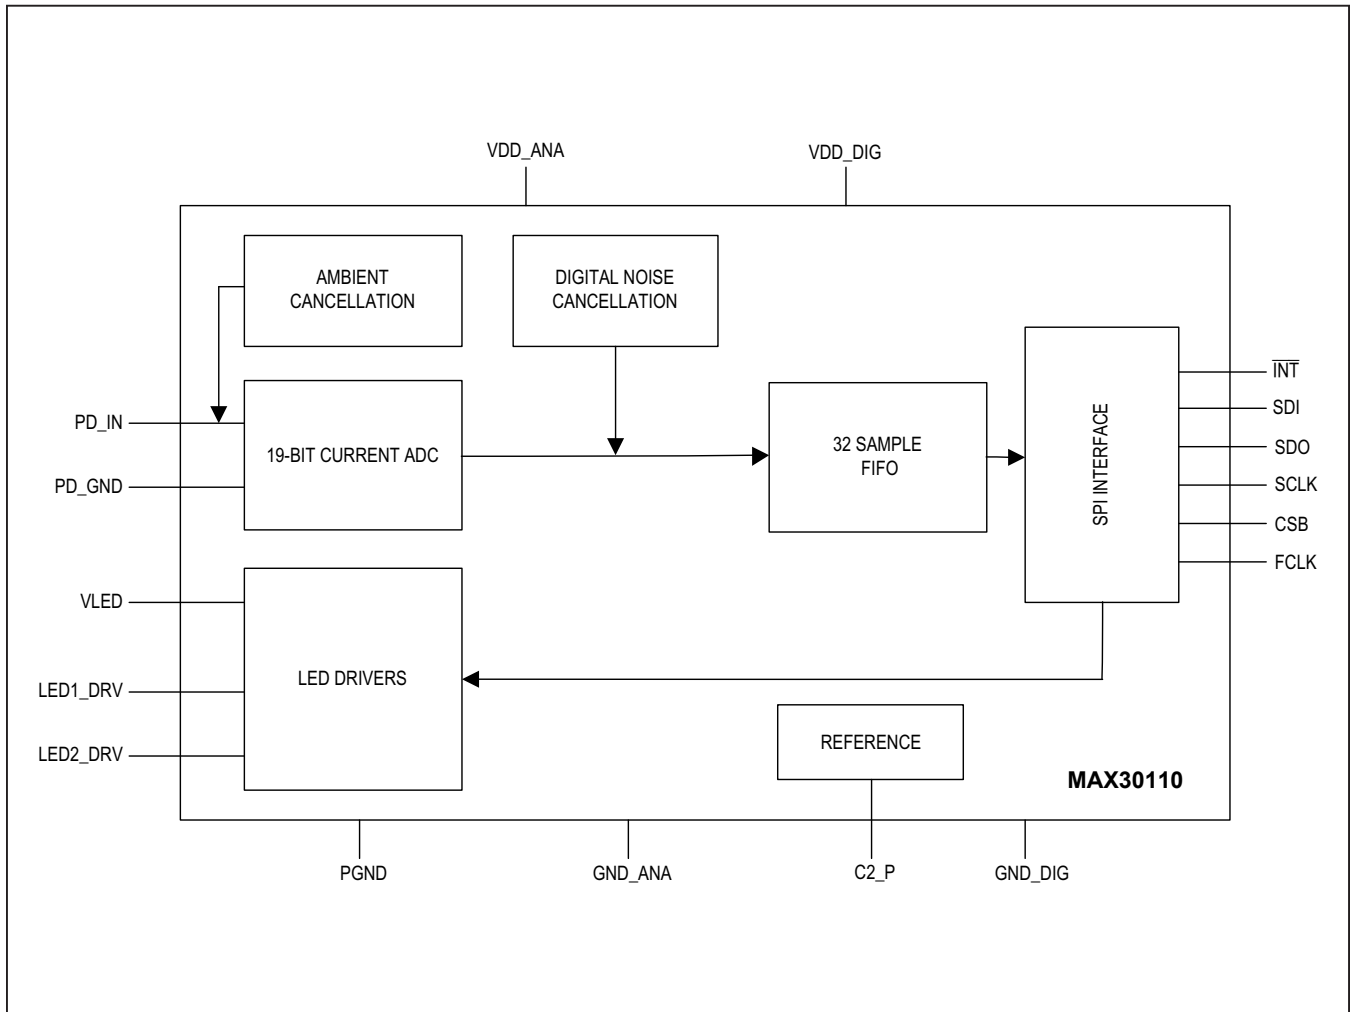 VDD_ANA
VDD_DIG
AMBIENT
CANCELLATION
DIGITAL NOISE
CANCELLATION
PD_IN
PD_GND
19-BIT CURRENT ADC
32 SAMPLE
FIFO
SPI INTERFACE
INT
SDI
SDO
SCLK
CSB
FCLK
VLED
LED1_DRV
LED2_DRV
LED DRIVERS
REFERENCE
MAX30110
PGND
GND_ANA
C2_P
GND_DIG